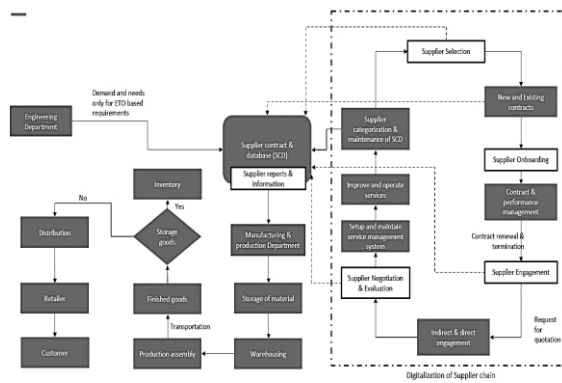 Supplier Selection
Demand and needs
only for ETO based
requirements
Engineering
Department
Supplier contract &
database (SCD)
Supplier reports &
information
Supplier
categorization &
maintenance of SCD
New and Existing
contracts
Supplier Onboarding
Inventory
Improve and operate
services
Contract &
performance
management
No
Yes
Distribution
Storage
goods
Manufacturing &
production Department
Setup and maintain
service management
system
Contract renewal &
termination
Supplier Negotiation
& Evaluation
Supplier Engagement
Retailer
Finished goods
Storage of material
Transportation
Indirect & direct
engagement
Request
for
quotation
Customer
Production assembly
Warehousing
Digitalization of Supplier chain